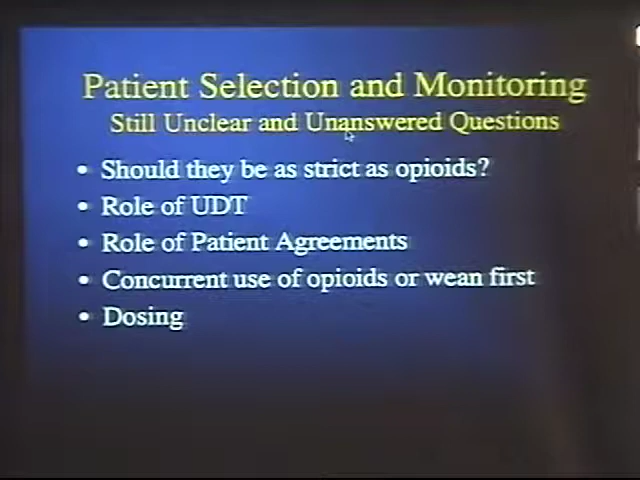 Patient Selection and Monitoring
Still Unclear and Unanswered Questions
• Should they be as strict as opioids?
• Role of UDT
• Role of Patient Agreements
• Concurrent use of opioids or wean first
• Dosing